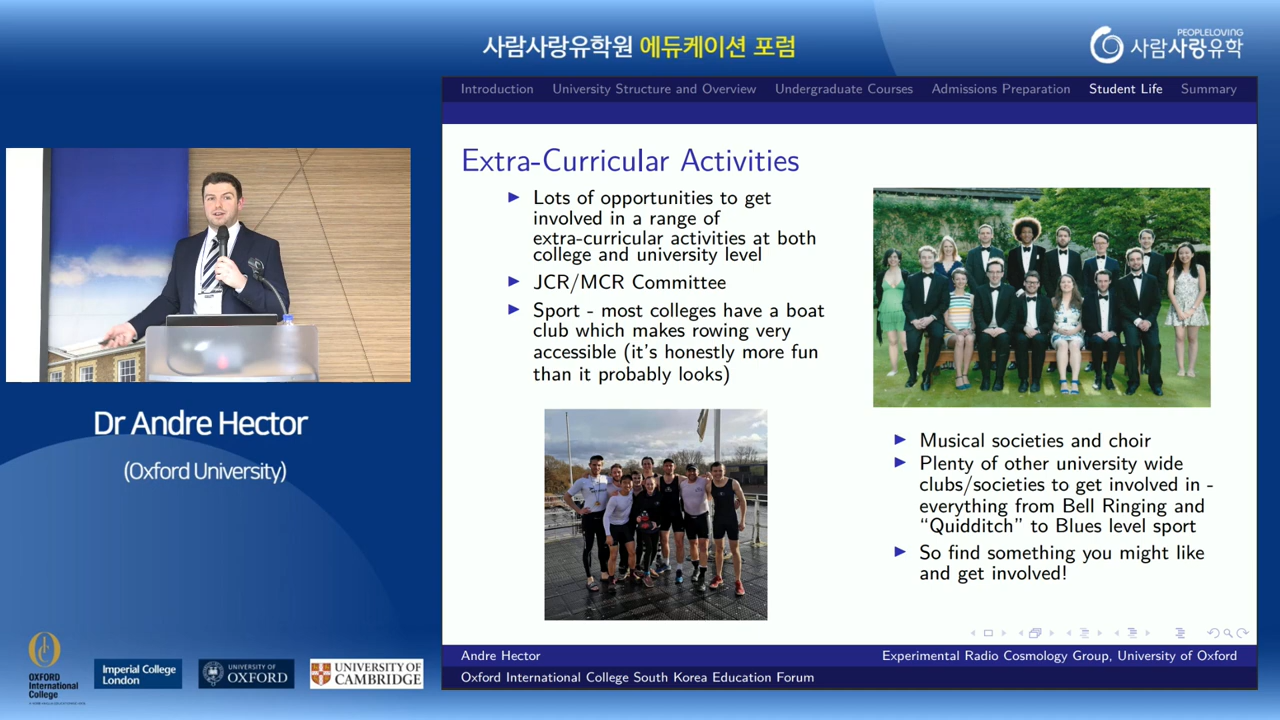 사람사랑유학원 에듀케이션 포럼
PEOPLELOVING
사람사랑유학
Introduction University Structure and Overview Undergraduate Courses Admissions Preparation Student Life Summary
Extra-Curricular Activities
Lots of opportunities to get
involved in a range of
extra-curricular activities at both
college and university level
JCR/MCR Committee
Sport - most colleges have a boat
club which makes rowing very
accessible (it's honestly more fun
than it probably looks)
Musical societies and choir
Plenty of other university wide
clubs/societies to get involved in -
everything from Bell Ringing and
“Quidditch” to Blues level sport
So find something you might like
and get involved!
Dr Andre Hector
(Oxford University)
OXFORD
International
College
Imperial College
London
UNIVERSITY OF
OXFORD
UNIVERSITY OF
CAMBRIDGE
Andre Hector Experimental Radio Cosmology Group, University of Oxford
Oxford International College South Korea Education Forum